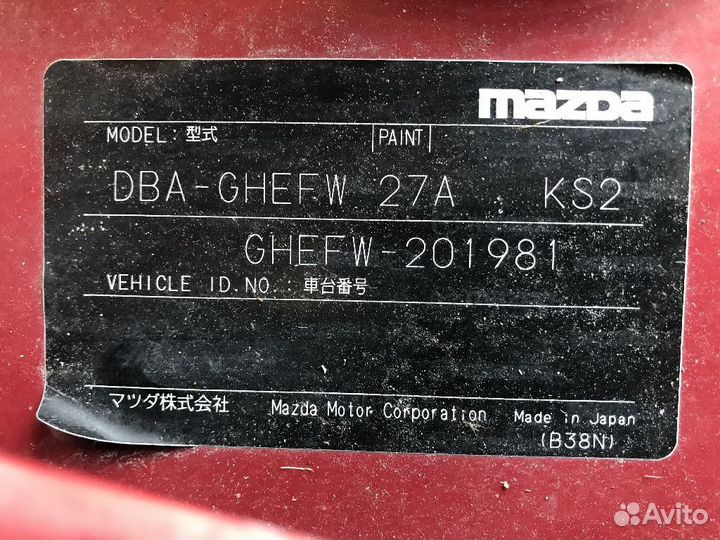 mazda
MODEL: 型式 PAINT
DBA-GHEFW 27A KS2
GHEFW-201981
VEHICLE ID.NO.: 車台番号
マツダ株式会社 Mazda Motor Corporation Made in Japan
(B38N)
Avito